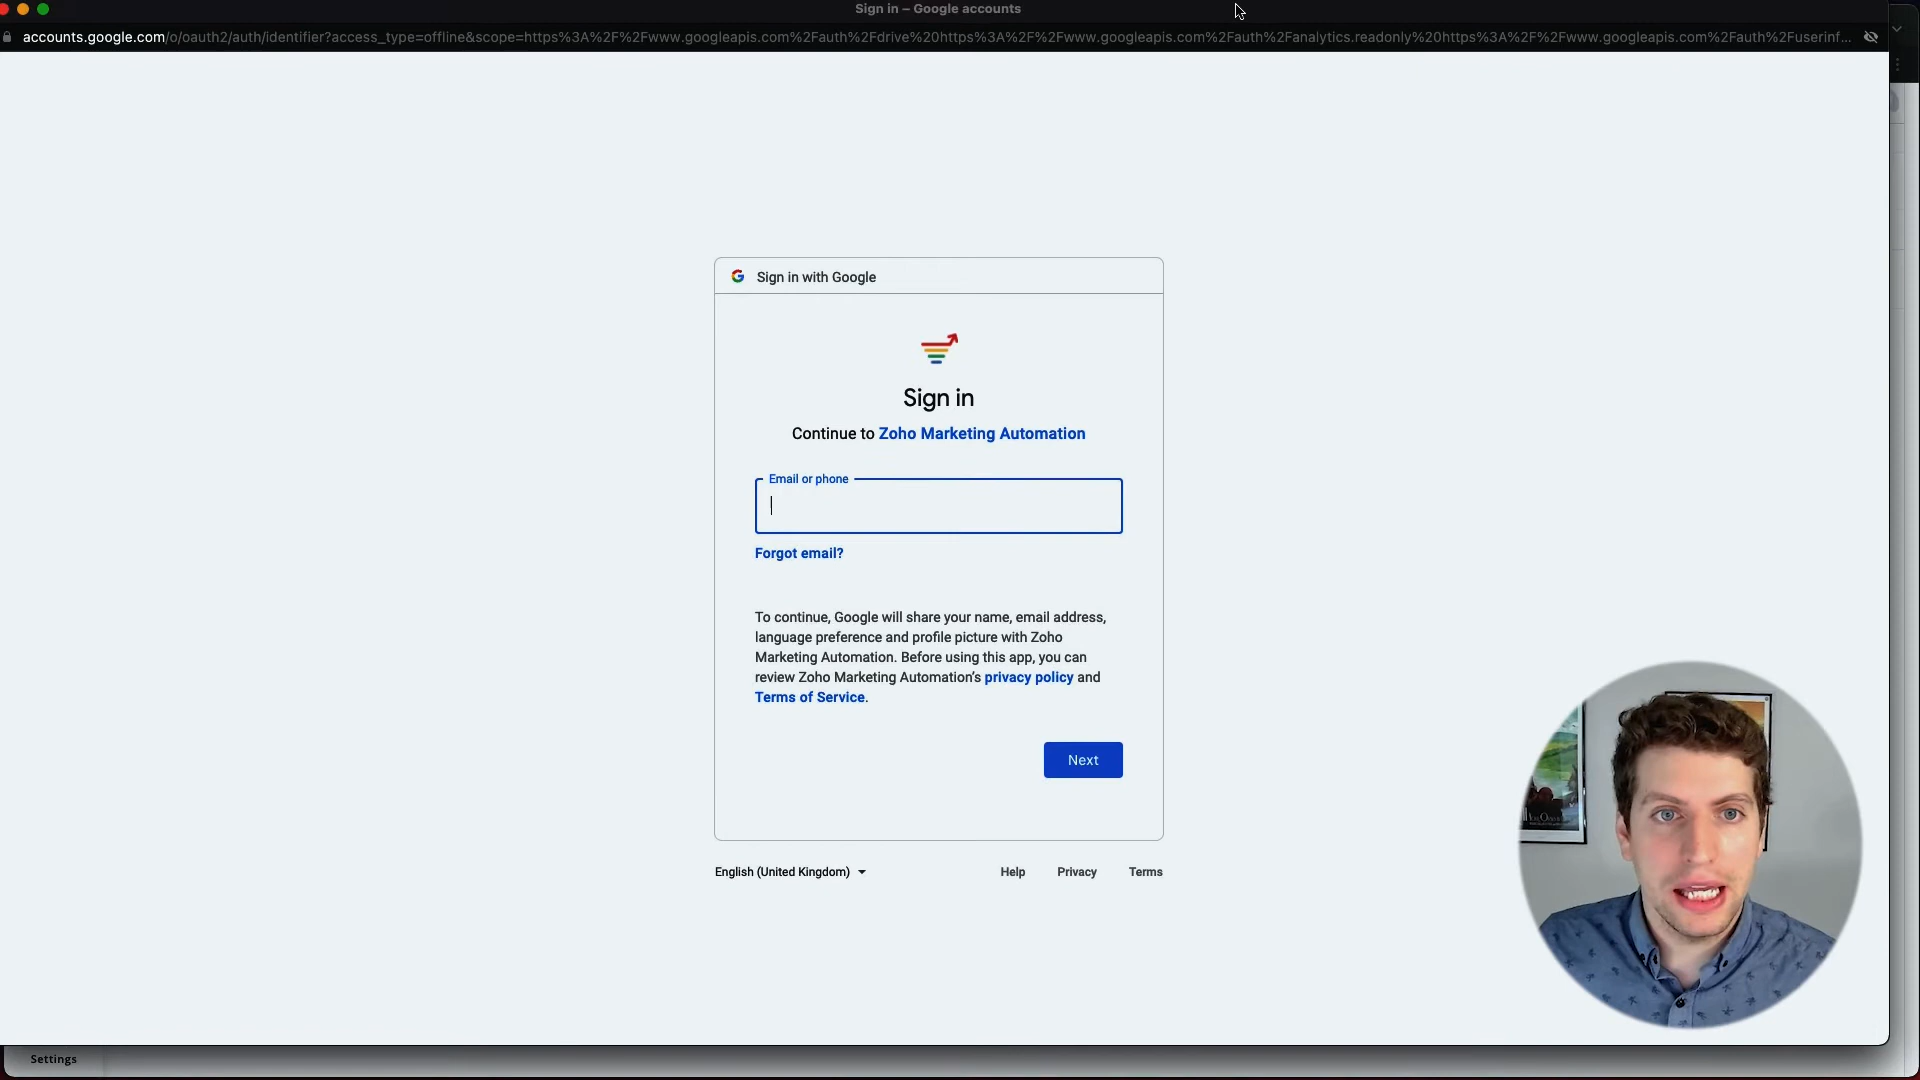 Sign in – Google accounts
accounts.google.com/o/oauth2/auth/identifier?access_type=offline&scope=https%3A%2F%2Fwww.googleapis.com%2Fauth%2Fdrive%20https%3A%2F%2Fwww.googleapis.com%2Fauth%2Fanalytics.readonly%20https%3A%2F%2Fwww.googleapis.com%2Fauth%2Fuserinf...
Sign in with Google
Sign in
Continue to Zoho Marketing Automation
Email or phone
Forgot email?
To continue, Google will share your name, email address,
language preference and profile picture with Zoho
Marketing Automation. Before using this app, you can
review Zoho Marketing Automation’s privacy policy and
Terms of Service.
Next
English (United Kingdom)
Help
Privacy
Terms
Settings